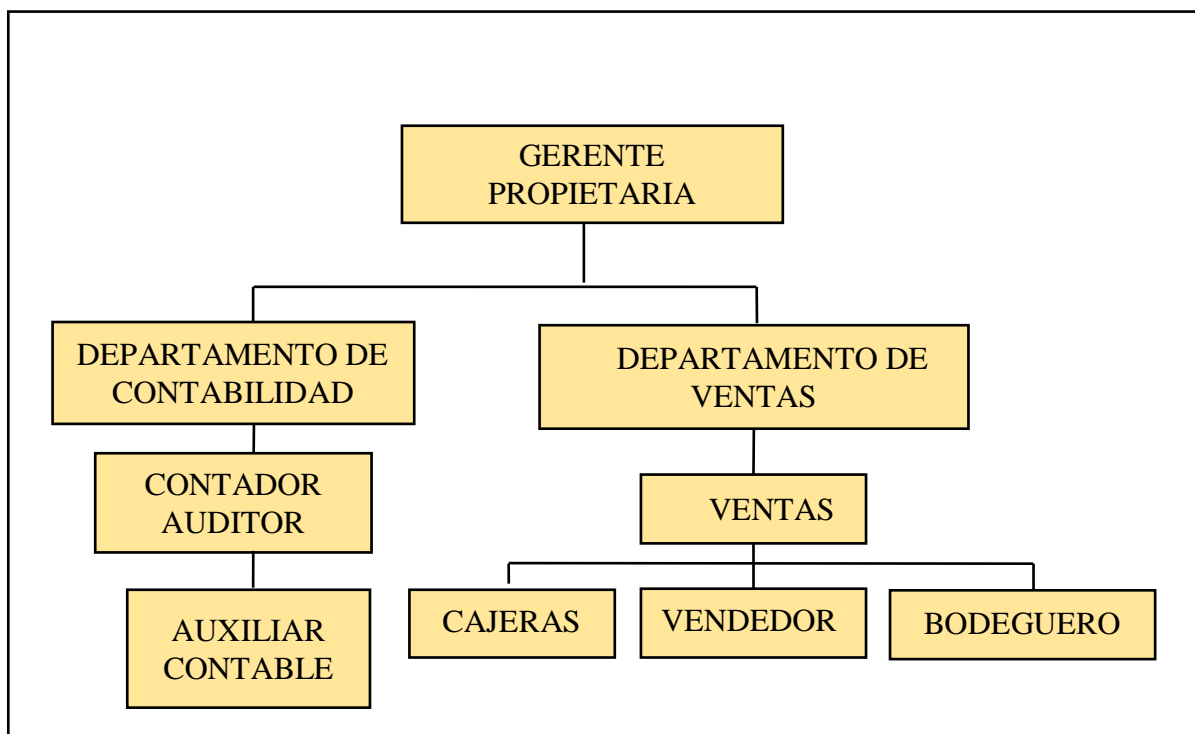 GERENTE
PROPIETARIA
DEPARTAMENTO DE
CONTABILIDAD
DEPARTAMENTO DE
VENTAS
CONTADOR
AUDITOR
VENTAS
AUXILIAR
CONTABLE
CAJERAS
VENDEDOR
BODEGUERO